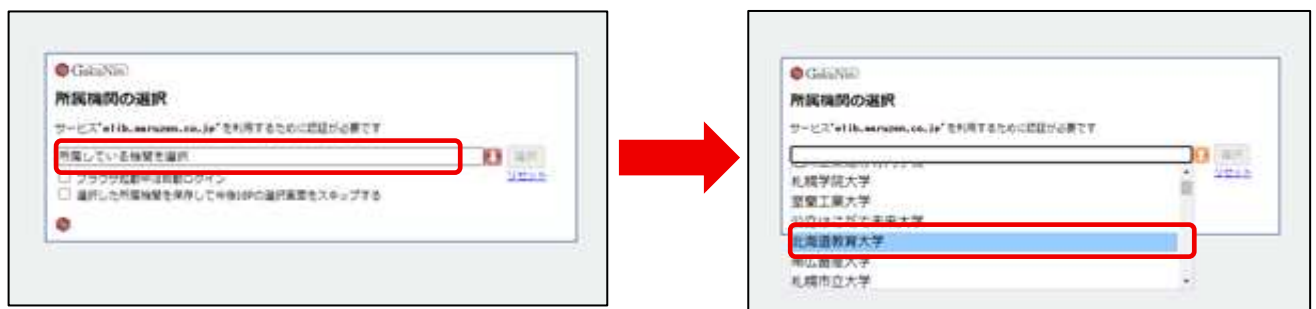 GakuNin
所属機関の選択
サービス"elib.maruzen.co.jp"を利用するために認証が必要です
所属している機関を選択
選択
リセット
ブラウザ起動中は自動ログイン
選択した所属機関を保存して今後IdPの選択画面をスキップする
GakuNin
所属機関の選択
サービス"elib.maruzen.co.jp"を利用するために認証が必要です
選択
リセット
札幌学院大学
室蘭工業大学
公立はこだて未来大学
北海道教育大学
帯広畜産大学
札幌市立大学